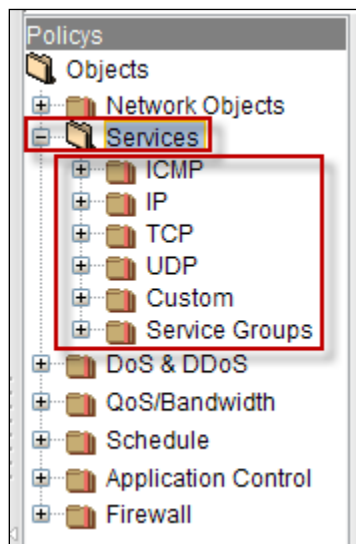 Policys
Objects
Network Objects
Services
ICMP
IP
TCP
UDP
Custom
Service Groups
DoS & DDoS
QoS/Bandwidth
Schedule
Application Control
Firewall